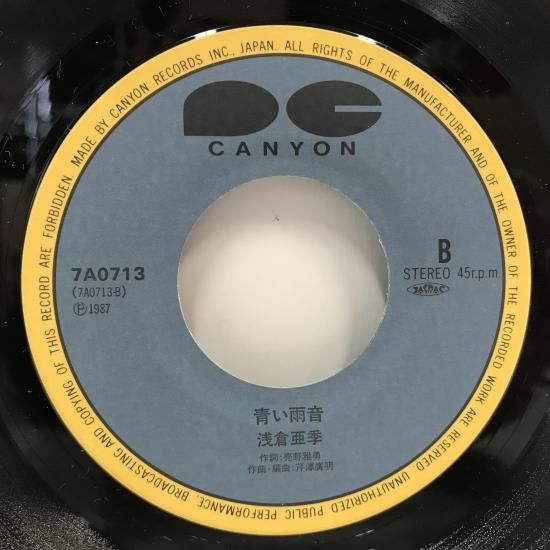 MADE BY CANYON RECORDS INC., JAPAN. ALL RIGHTS OF THE MANUFACTURER AND OF THE OWNER OF THE RECORDED WORK ARE RESERVED. UNAUTHORIZED PUBLIC PERFORMANCE, BROADCASTING AND COPYING OF THIS RECORD ARE FORBIDDEN.
CANYON
7A0713
(7A0713-B)
Ⓟ1987
B
STEREO 45r.p.m.
JASRAC
青い雨音
浅倉亜季
作詞:売野雅勇
作曲・編曲:芹澤廣明